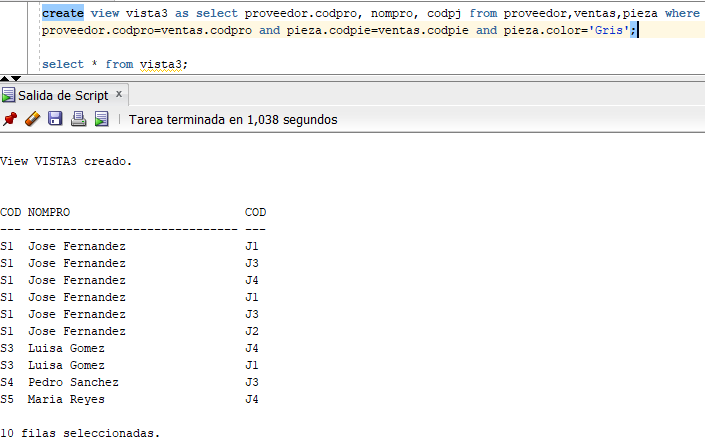 create view vista3 as select proveedor.codpro, nompro, codpj from proveedor,ventas,pieza where
proveedor.codpro=ventas.codpro and pieza.codpie=ventas.codpie and pieza.color='Gris';
select * from vista3;
Salida de Script x
Tarea terminada en 1,038 segundos
View VISTA3 creado.
COD NOMPRO                         COD
--- ------------------------------ ---
S1  Jose Fernandez                 J1
S1  Jose Fernandez                 J3
S1  Jose Fernandez                 J4
S1  Jose Fernandez                 J1
S1  Jose Fernandez                 J3
S1  Jose Fernandez                 J2
S3  Luisa Gomez                    J4
S3  Luisa Gomez                    J1
S4  Pedro Sanchez                  J3
S5  Maria Reyes                    J4
10 filas seleccionadas.